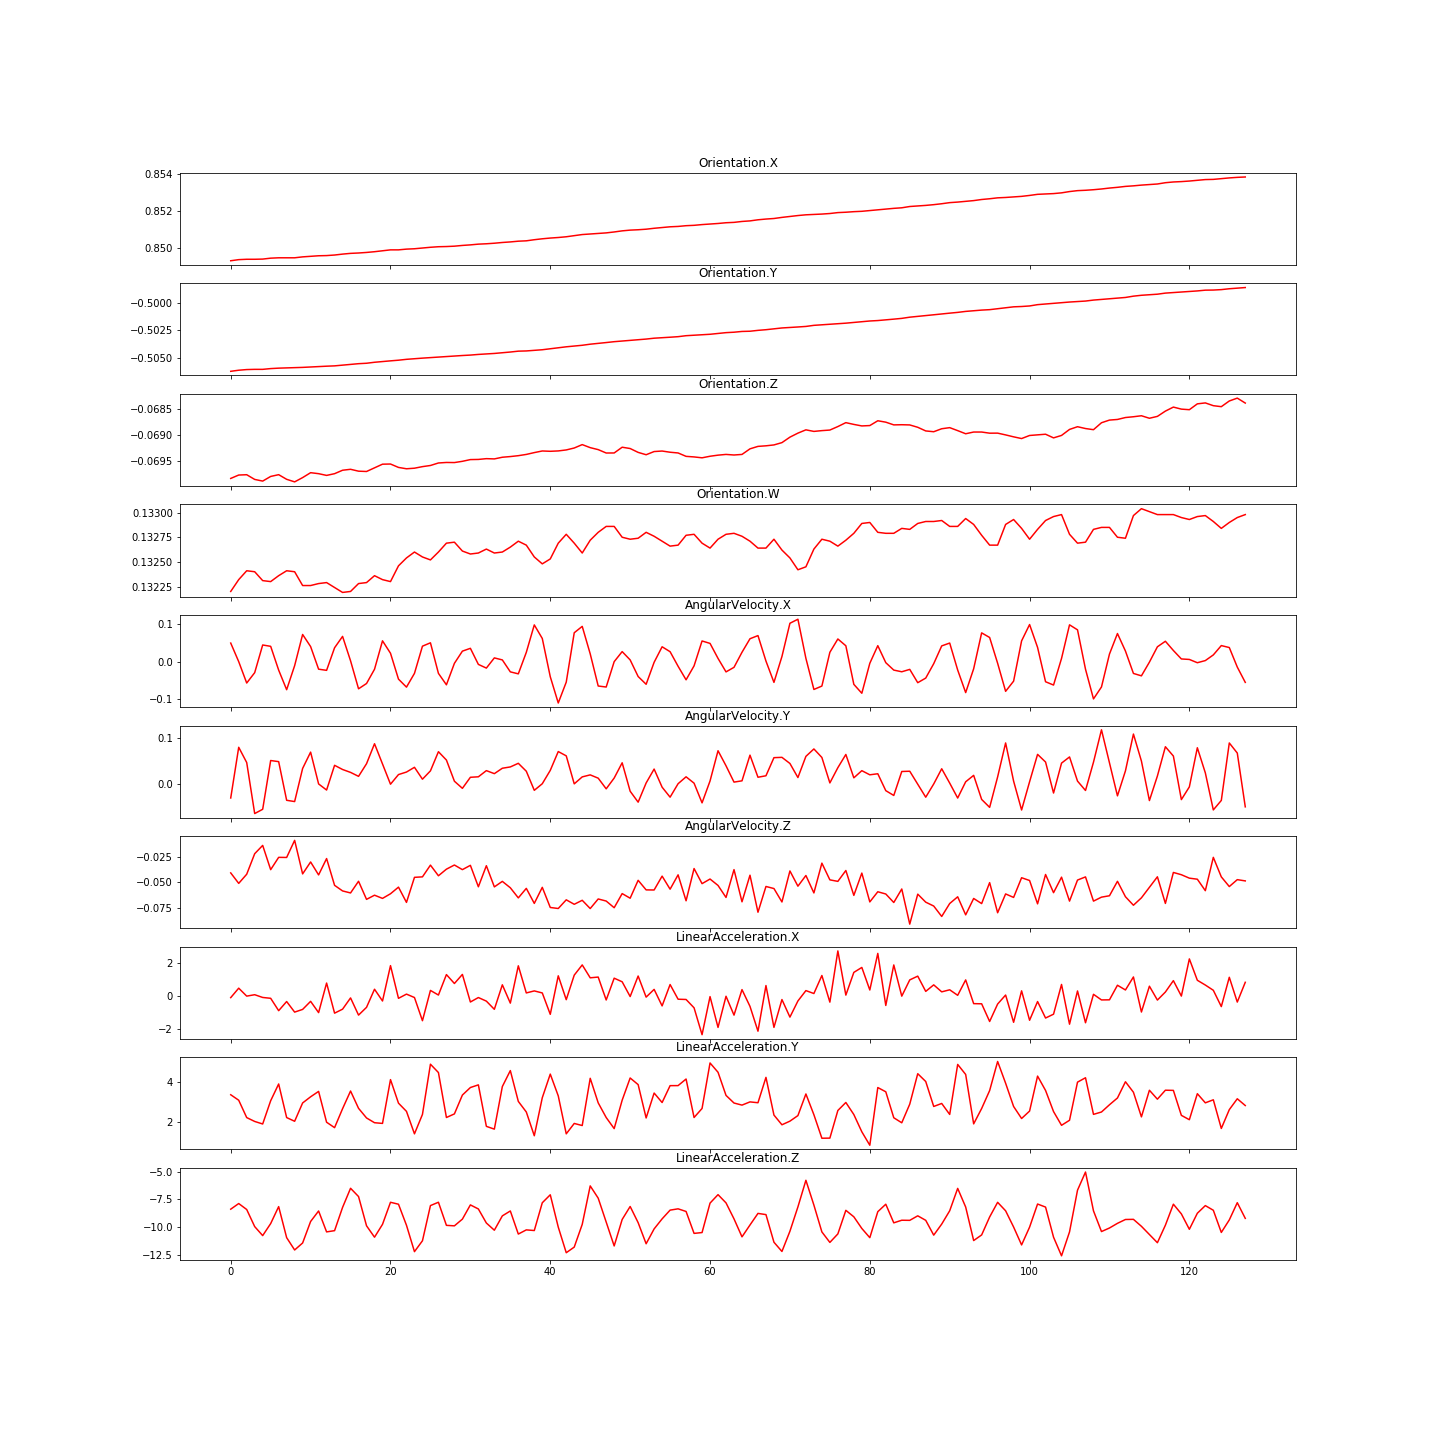 Orientation.X
0.854
0.852
0.850
Orientation.Y
−0.5000
−0.5025
−0.5050
Orientation.Z
−0.0685
−0.0690
−0.0695
Orientation.W
0.13300
0.13275
0.13250
0.13225
AngularVelocity.X
0.1
0.0
−0.1
AngularVelocity.Y
0.1
0.0
AngularVelocity.Z
−0.025
−0.050
−0.075
LinearAcceleration.X
2
0
−2
LinearAcceleration.Y
4
2
LinearAcceleration.Z
−5.0
−7.5
−10.0
−12.5
0 20 40 60 80 100 120